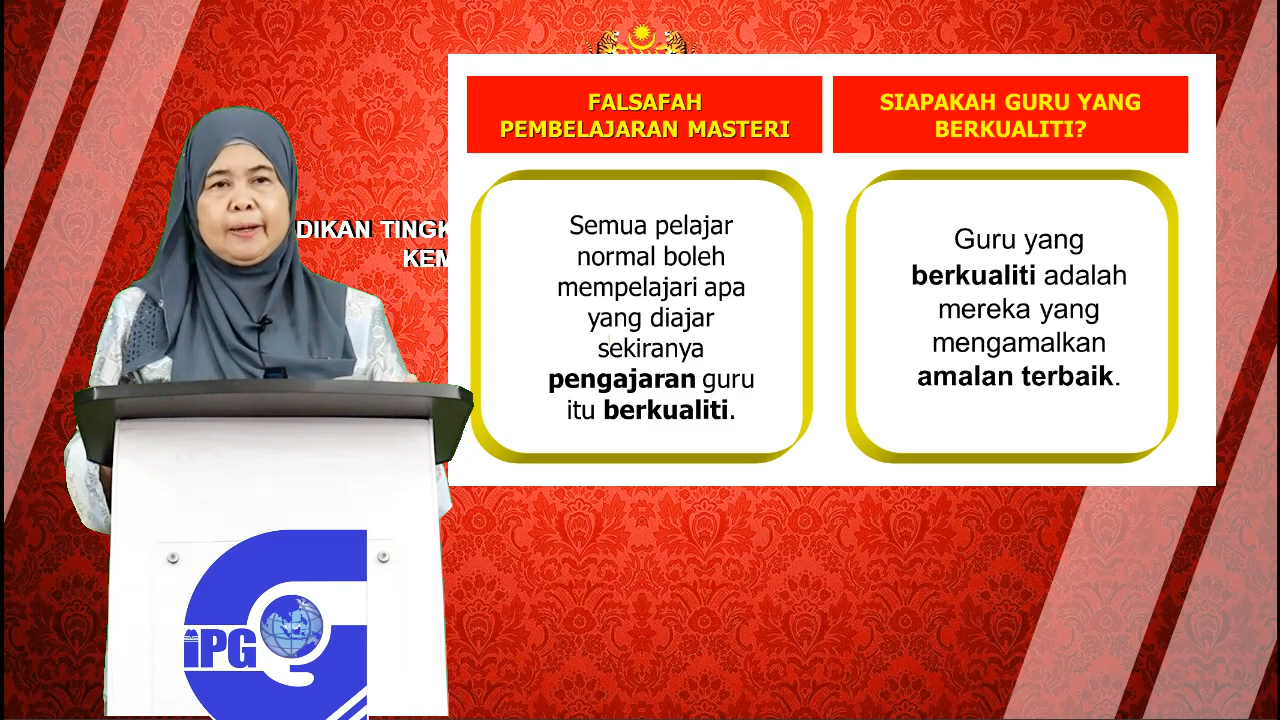 FALSAFAH
PEMBELAJARAN MASTERI
SIAPAKAH GURU YANG
BERKUALITI?
Semua pelajar
normal boleh
mempelajari apa
yang diajar
sekiranya
pengajaran guru
itu berkualiti.
Guru yang
berkualiti adalah
mereka yang
mengamalkan
amalan terbaik.
DIKAN TINGK
KEM
iPG